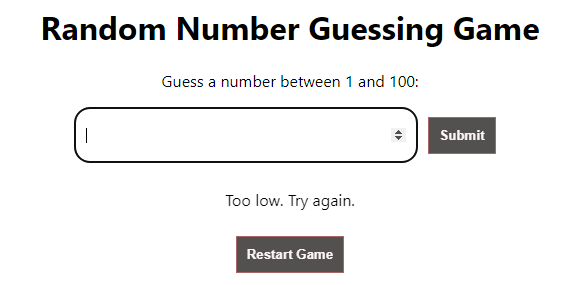 Random Number Guessing Game
Guess a number between 1 and 100:
Submit
Too low. Try again.
Restart Game